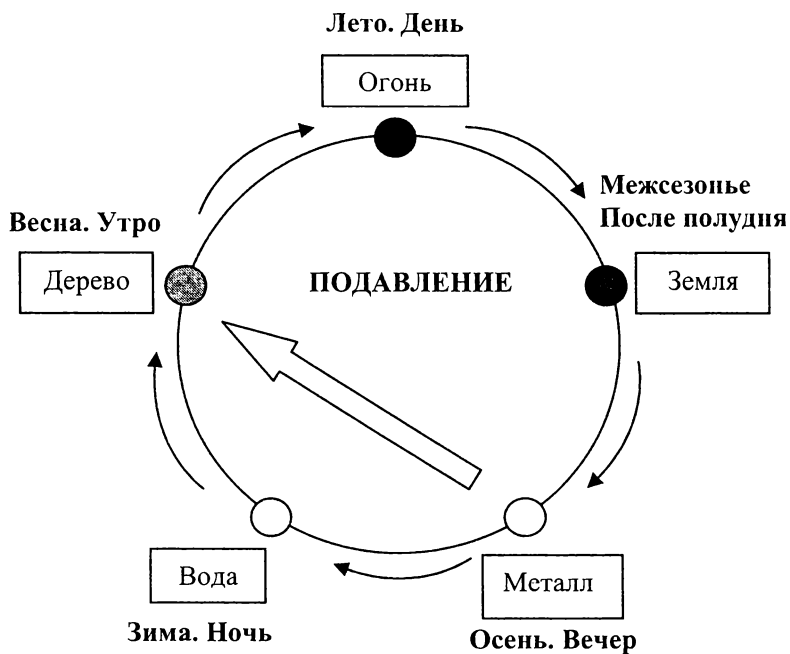 Лето. День
Огонь
Межсезонье
После полудня
Весна. Утро
Дерево
ПОДАВЛЕНИЕ
Земля
Вода
Металл
Зима. Ночь
Осень. Вечер